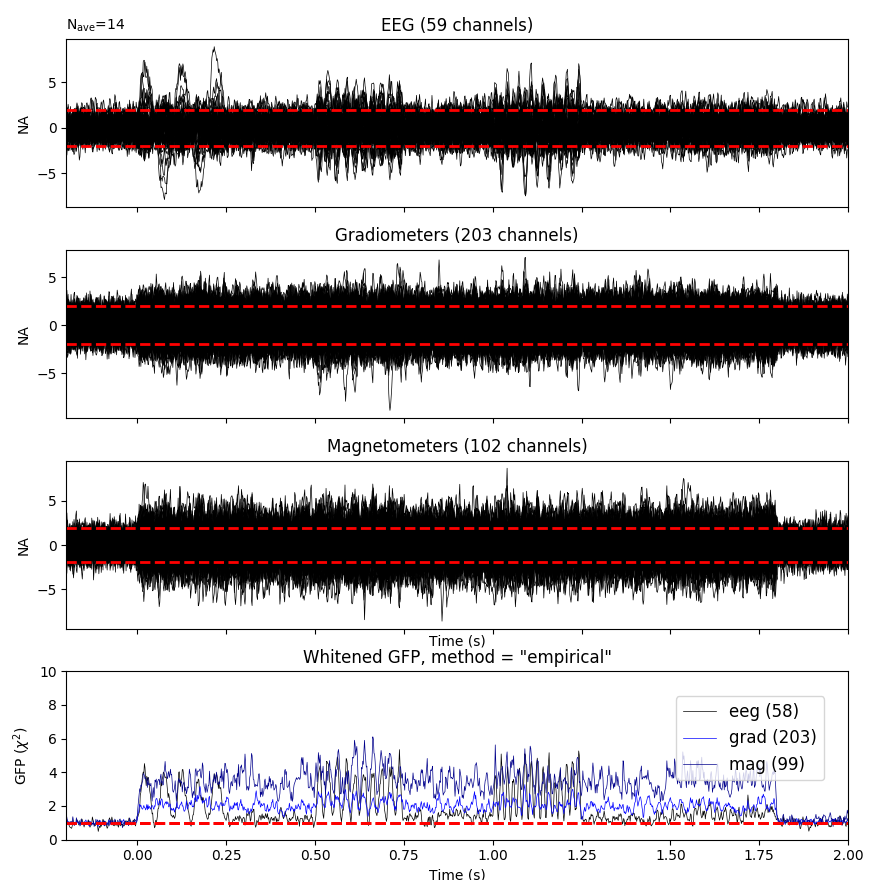 N_ave=14
EEG (59 channels)
5
0
−5
NA
Gradiometers (203 channels)
5
0
−5
NA
Magnetometers (102 channels)
5
0
−5
NA
Time (s)
Whitened GFP, method = "empirical"
10
8
6
4
2
0
GFP (χ²)
eeg (58)
grad (203)
mag (99)
0.00 0.25 0.50 0.75 1.00 1.25 1.50 1.75 2.00
Time (s)